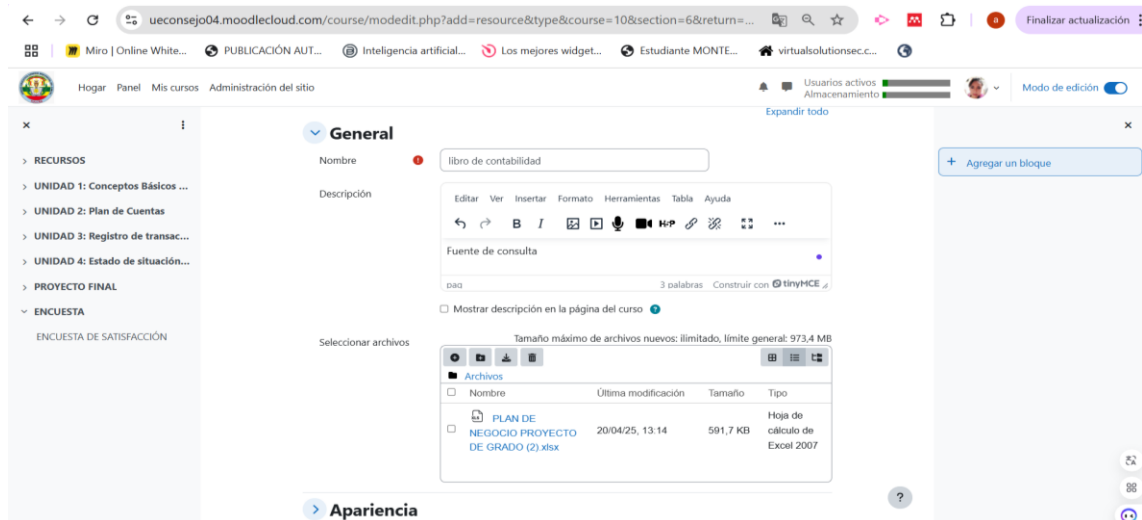 ueconsejo04.moodlecloud.com/course/modedit.php?add=resource&type&course=10&section=6&return=...
a
Finalizar actualización
Miro | Online White...
PUBLICACIÓN AUT...
Inteligencia artificial...
Los mejores widget...
Estudiante MONTE...
virtualsolutionsec.c...
Hogar
Panel
Mis cursos
Administración del sitio
Usuarios activos
Almacenamiento
Modo de edición
Expandir todo
RECURSOS
UNIDAD 1: Conceptos Básicos ...
UNIDAD 2: Plan de Cuentas
UNIDAD 3: Registro de transac...
UNIDAD 4: Estado de situación...
PROYECTO FINAL
ENCUESTA
ENCUESTA DE SATISFACCIÓN
General
Nombre
libro de contabilidad
Descripción
Editar Ver Insertar Formato Herramientas Tabla Ayuda
B I H5P ...
Fuente de consulta
pag
3 palabras Construir con tinyMCE
Mostrar descripción en la página del curso ?
Seleccionar archivos
Tamaño máximo de archivos nuevos: ilimitado, límite general: 973,4 MB
Archivos
Nombre Última modificación Tamaño Tipo
PLAN DE
NEGOCIO PROYECTO
DE GRADO (2).xlsx
20/04/25, 13:14
591,7 KB
Hoja de
cálculo de
Excel 2007
Apariencia
+ Agregar un bloque
?